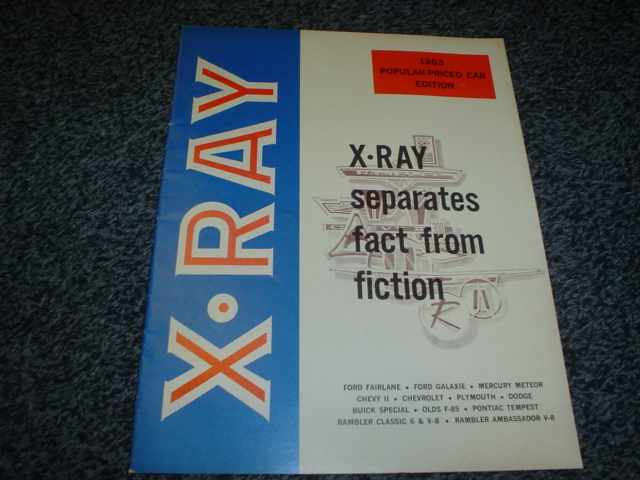 X•RAY
1963
POPULAR-PRICED CAR
EDITION
X•RAY
separates
fact from
fiction
R
FORD FAIRLANE • FORD GALAXIE • MERCURY METEOR
CHEVY II • CHEVROLET • PLYMOUTH • DODGE
BUICK SPECIAL • OLDS F-85 • PONTIAC TEMPEST
RAMBLER CLASSIC 6 & V-8 • RAMBLER AMBASSADOR V-8